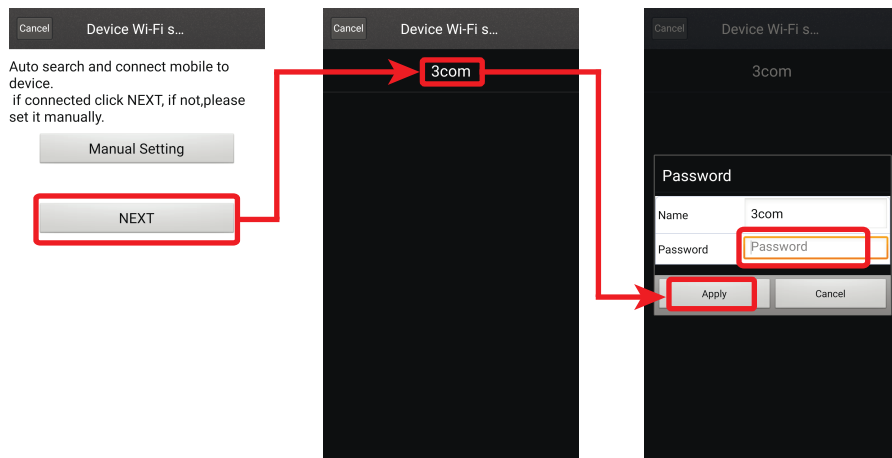 Cancel
Device Wi-Fi s...
Auto search and connect mobile to
device.
if connected click NEXT, if not,please
set it manually.
Manual Setting
NEXT
Cancel
Device Wi-Fi s...
3com
Cancel
Device Wi-Fi s...
3com
Password
Name
3com
Password
Password
Apply
Cancel